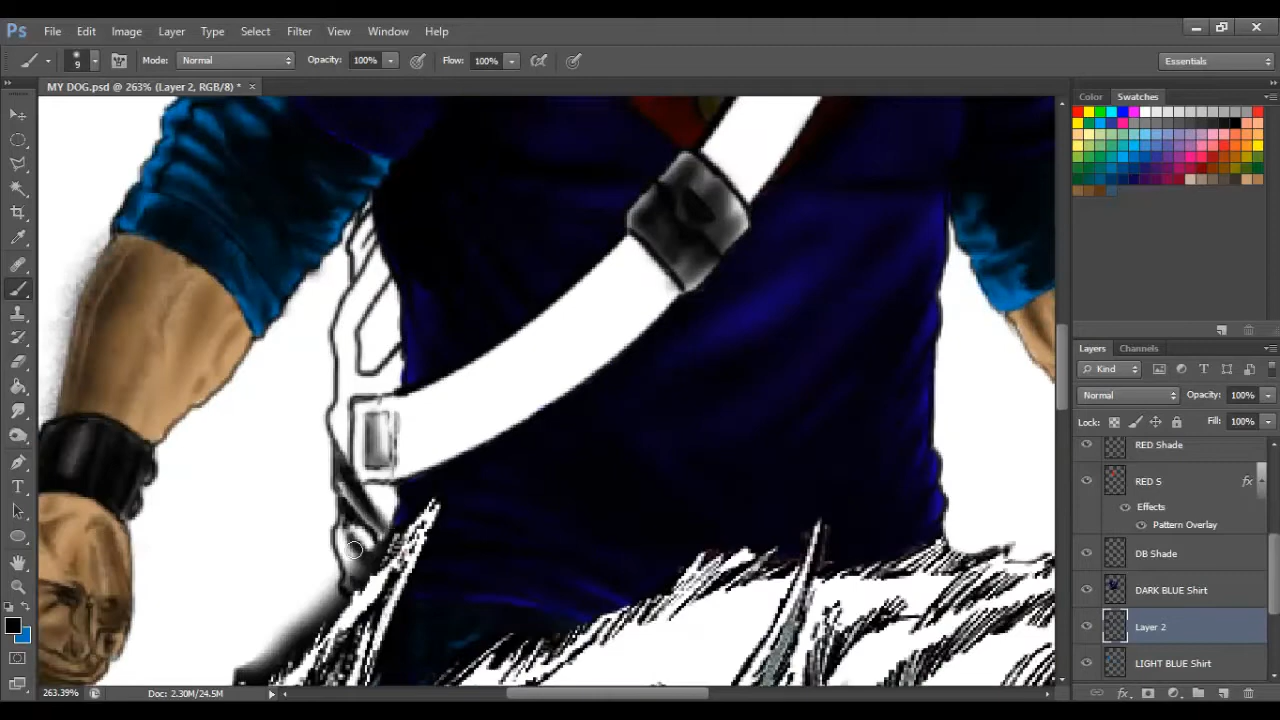 Ps File Edit Image Layer Type Select Filter View Window Help
9 Mode: Normal Opacity: 100% Flow: 100% Essentials
MY DOG.psd @ 263% (Layer 2, RGB/8) *
Color Swatches
Layers Channels
Kind
Normal Opacity: 100%
Lock: Fill: 100%
RED Shade
RED S fx
Effects
Pattern Overlay
DB Shade
DARK BLUE Shirt
Layer 2
LIGHT BLUE Shirt
263.39% Doc: 2.30M/24.5M